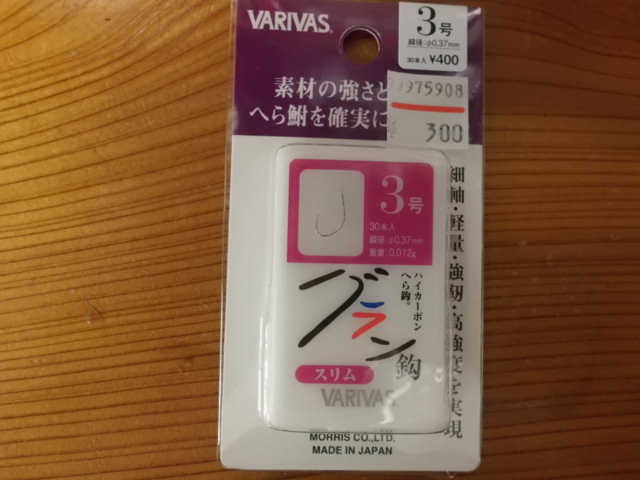 VARIVAS®
3号
線径:φ0.37mm
30本入 ¥400
素材の強さと
へら鮒を確実に
975908
300
3号
30本入
線径:φ0.37mm
重量:0.012g
ハイカーボン
へら鈎。
グラン鈎
スリム
VARIVAS®
細軸・軽量・強靭・高強度を実現
MORRIS CO.,LTD.
MADE IN JAPAN